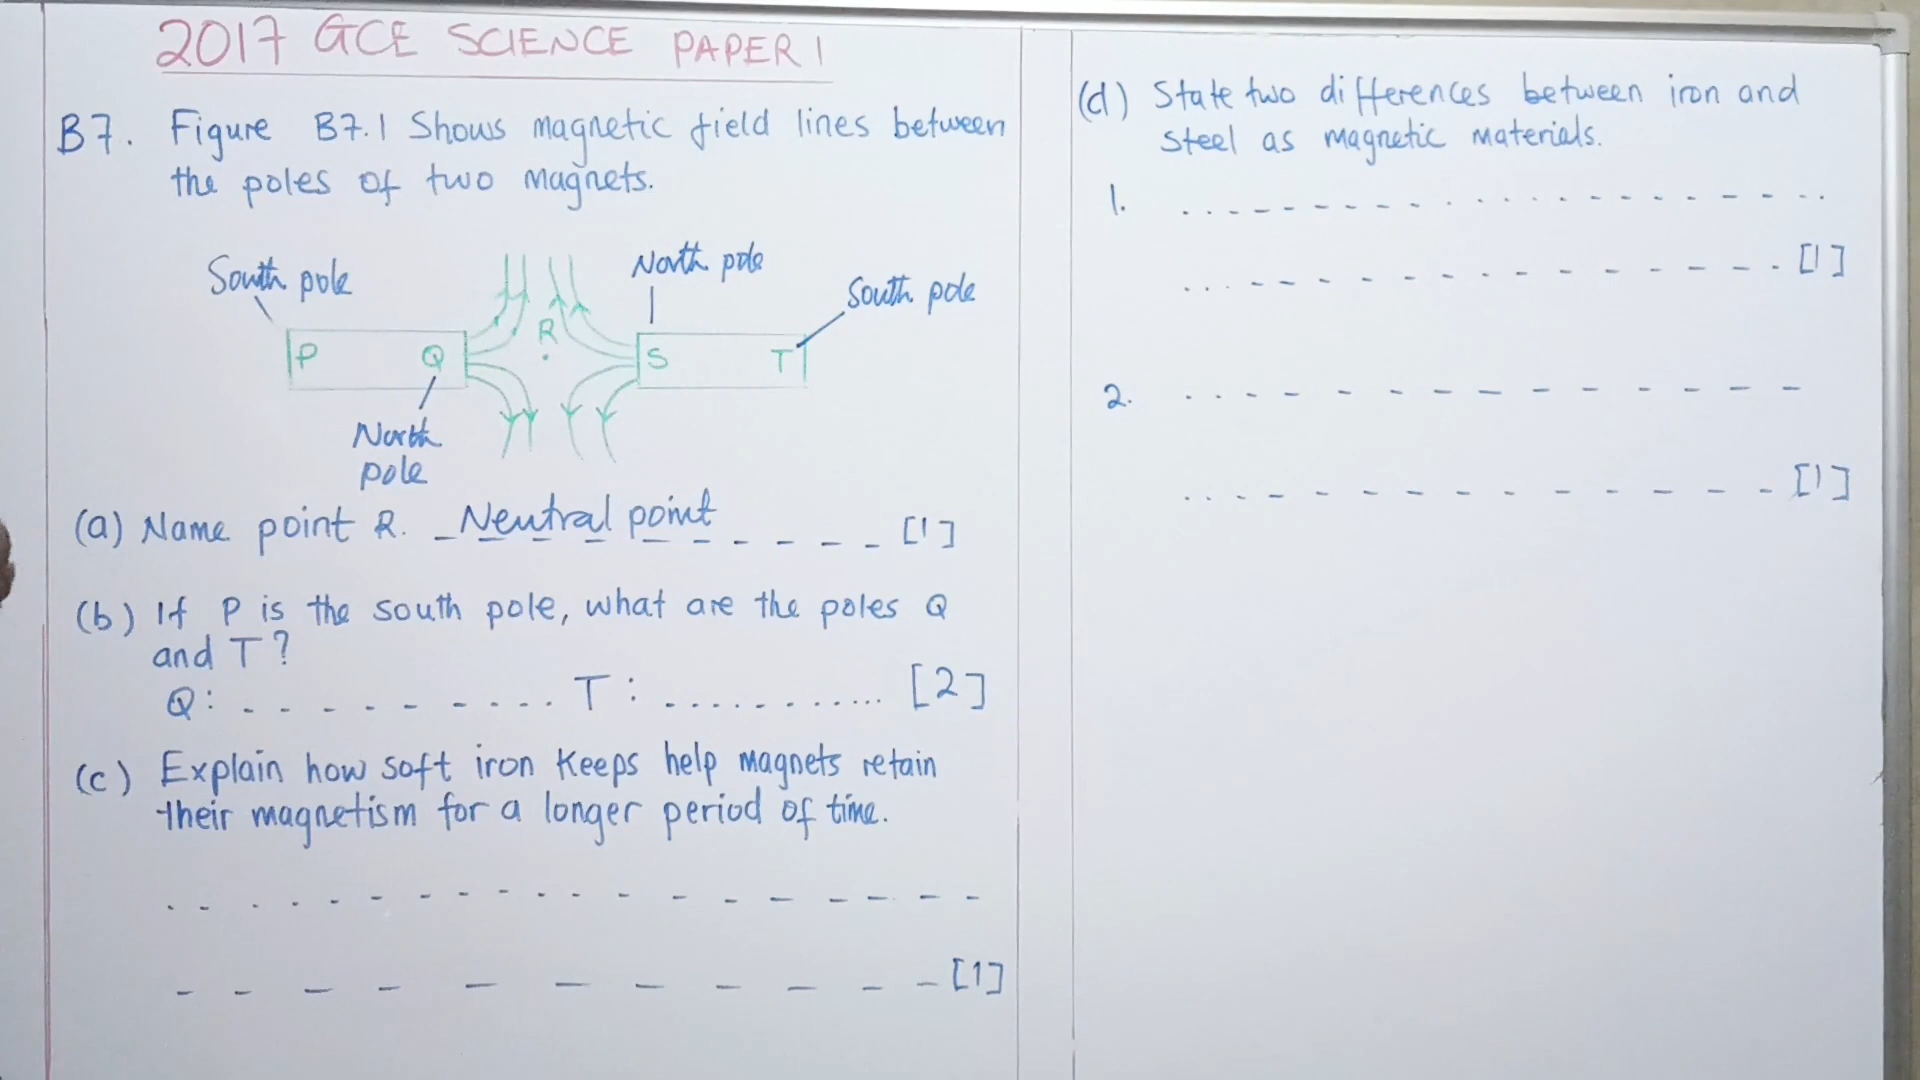 2017 GCE SCIENCE PAPER 1
B7. Figure B7.1 Shows magnetic field lines between
the poles of two magnets.
South pole
North pole
South pole
P Q R S T
North
pole
(a) Name point R. Neutral point [1]
(b) If P is the south pole, what are the poles Q
and T?
Q: - - - - - - - .... T: ............ [2]
(c) Explain how soft iron Keeps help magnets retain
their magnetism for a longer period of time.
[1]
(d) State two differences between iron and
steel as magnetic materials.
1.
[1]
2.
[1]